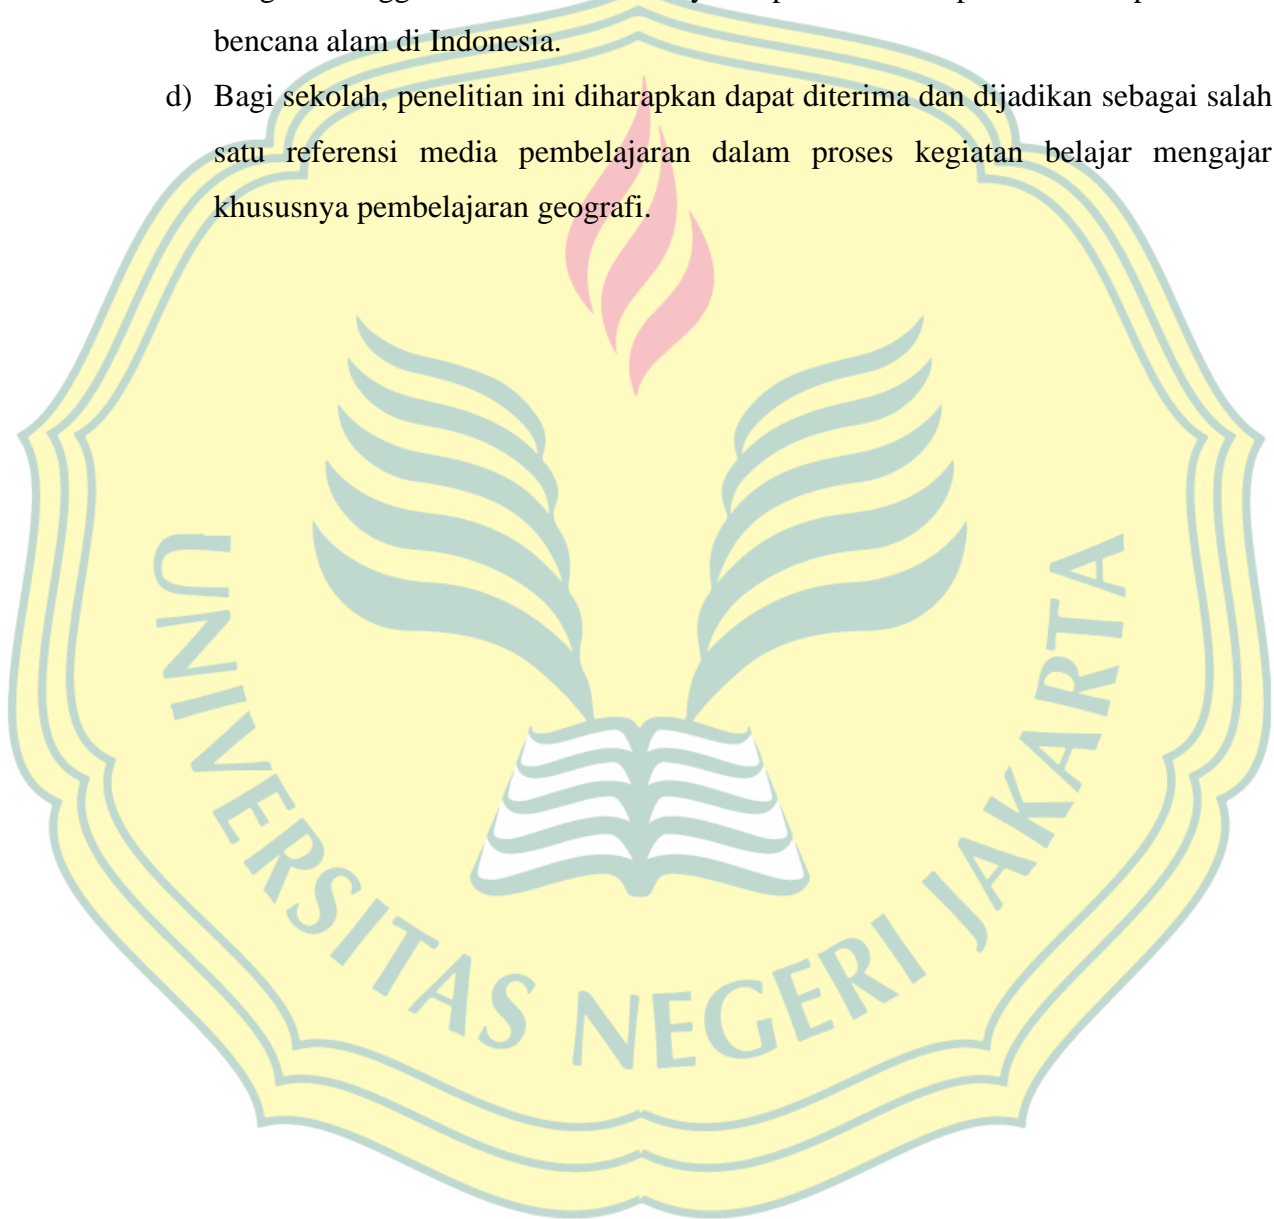 bencana alam di Indonesia.
d) Bagi sekolah, penelitian ini diharapkan dapat diterima dan dijadikan sebagai salah
satu referensi media pembelajaran dalam proses kegiatan belajar mengajar
khususnya pembelajaran geografi.
UNIVERSITAS NEGERI JAKARTA